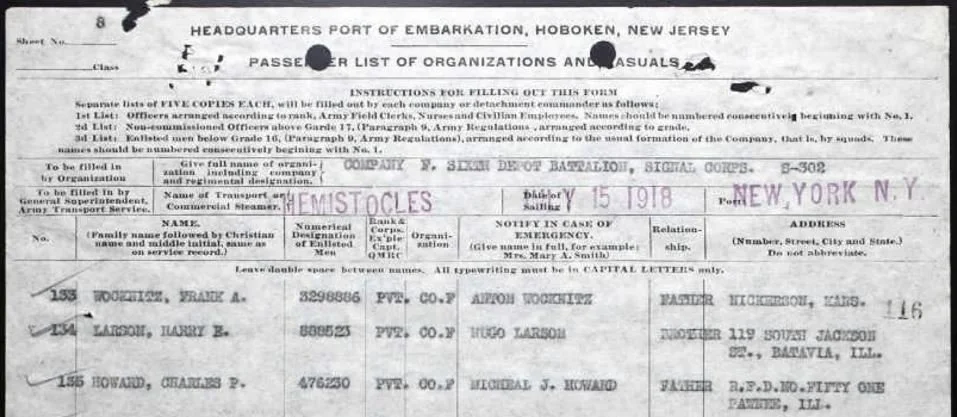 Sheet No. 8
HEADQUARTERS PORT OF EMBARKATION, HOBOKEN, NEW JERSEY
Class
PASSENGER LIST OF ORGANIZATIONS AND CASUALS
INSTRUCTIONS FOR FILLING OUT THIS FORM
Separate lists of FIVE COPIES EACH, will be filled out by each company or detachment commander as follows:
1st List: Officers arranged according to rank, Army Field Clerks, Nurses and Civilian Employees. Names should be numbered consecutively beginning with No. 1.
2d List: Non-commissioned Officers above Garde 17, (Paragraph 9, Army Regulations, arranged according to grade.
3d List: Enlisted men below Grade 16, (Paragraph 9, Army Regulations), arranged according to the usual formation of the Company, that is, by squads. These
names should be numbered consecutively begining with No. 1.
To be filled in by Organization
Give full name of organization including company and regimental designation.
COMPANY F. SIXTH DEPOT BATTALION, SIGNAL CORPS. S-302
To be filled in by General Superintendent, Army Transport Service.
Name of Transport or Commercial Steamer.
HEMISTOCLES
Date of Sailing
Y 15 1918
Port
NEW YORK N.Y.
No.
NAME.
(Family name followed by Christian name and middle initial, same as on service record.)
Numerical Designation of Enlisted Men
Rank & Corps. Ex'ple: Capt. QMRC
Organization
NOTIFY IN CASE OF EMERGENCY.
(Give name in full, for example: Mrs. Mary A. Smith)
Relationship.
ADDRESS
(Number, Street, City and State.)
Do not abbreviate.
Leave double space between names. All typewriting must be in CAPITAL LETTERS only.
133 WOCKNITZ, FRANK A. 3298886 PVT. CO.F ANTON WOCKNITZ FATHER NICKERSON, KANS.
116
134 LARSON, HARRY E. 888523 PVT. CO.F HUGO LARSON BROTHER 119 SOUTH JACKSON
ST., BATAVIA, ILL.
135 HOWARD, CHARLES P. 476230 PVT. CO.F MICHEAL J. HOWARD FATHER R.F.D.NO.FIFTY ONE
PAWNEE, ILL.